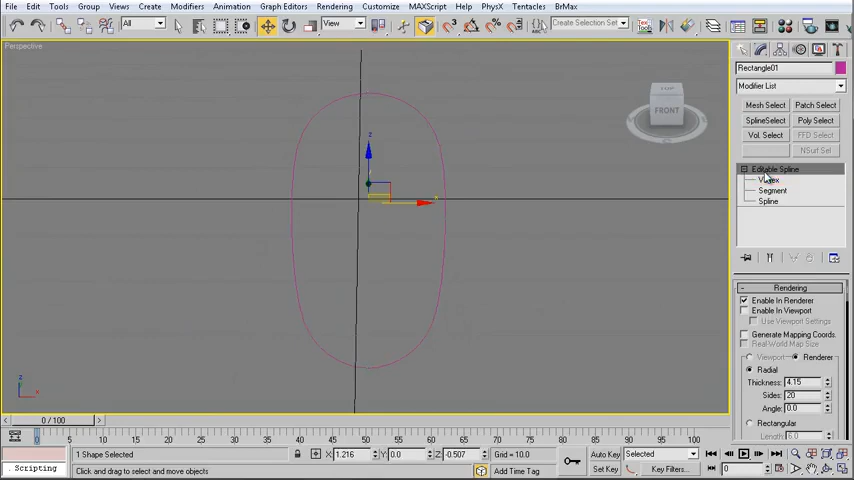 File Edit Tools Group Views Create Modifiers Animation Graph Editors Rendering Customize MAXScript Help PhysX Tentacles BrMax
All View Create Selection Set
Perspective
Rectangle01
Modifier List
Mesh Select Patch Select
SplineSelect Poly Select
Vol. Select FFD Select
NSurf Sel
Editable Spline
Vertex
Segment
Spline
FRONT
z
x
Rendering
Enable In Renderer
Enable In Viewport
Use Viewport Settings
Generate Mapping Coords.
Real-World Map Size
Viewport Renderer
Radial
Thickness: 4.15
Sides: 20
Angle: 0.0
Rectangular
Length: 6.0
z
x
0 / 100
0 5 10 15 20 25 30 35 40 45 50 55 60 65 70 75 80 85 90 95 100
1 Shape Selected X: 1.216 Y: 0.0 Z: -0.507 Grid = 10.0 Auto Key Selected
. Scripting Click and drag to select and move objects Add Time Tag Set Key Key Filters... 0